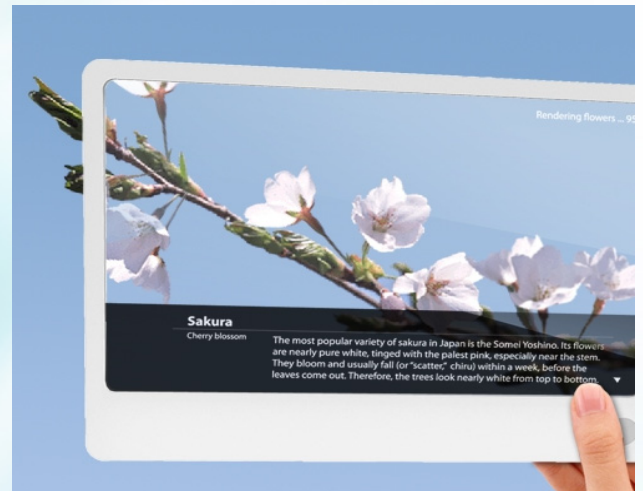 Rendering flowers ... 95
Sakura
Cherry blossom
The most popular variety of sakura in Japan is the Somei Yoshino. Its flowers
are nearly pure white, tinged with the palest pink, especially near the stem.
They bloom and usually fall (or “scatter,” chiru) within a week, before the
leaves come out. Therefore, the trees look nearly white from top to bottom.